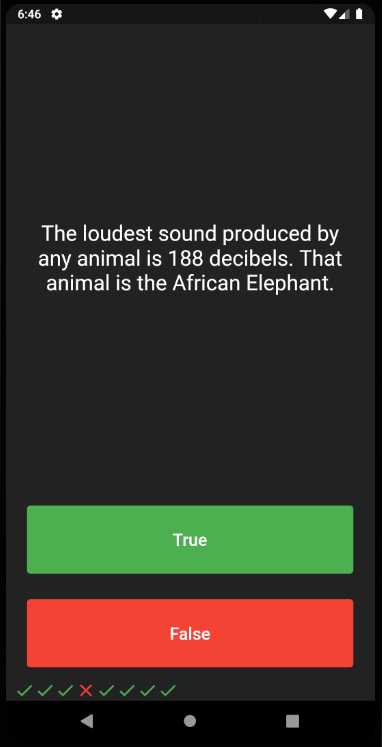 6:46
The loudest sound produced by
any animal is 188 decibels. That
animal is the African Elephant.
True
False